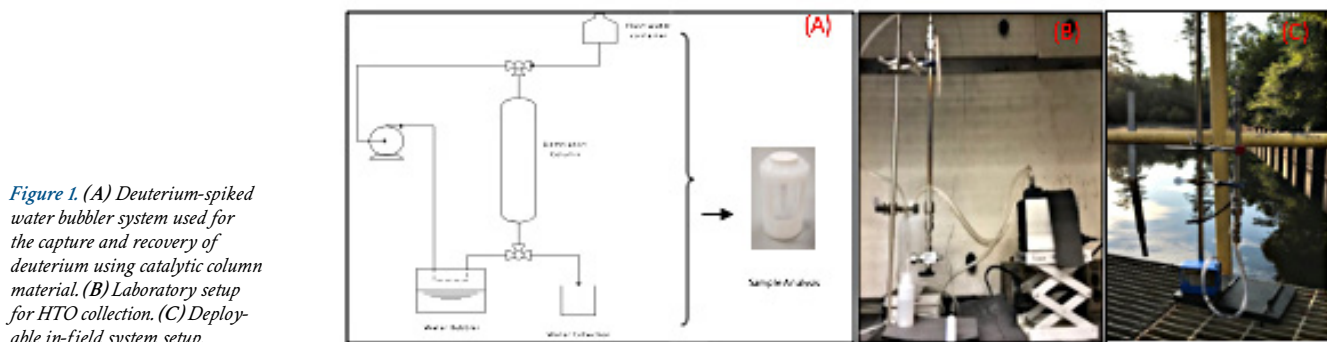 Figure 1. (A) Deuterium-spiked
water bubbler system used for
the capture and recovery of
deuterium using catalytic column
material. (B) Laboratory setup
for HTO collection. (C) Deploy-
able in-field system setup
(A)
(B)
(C)
Column
Sample Analysis
Water Bubbler
Water Collection